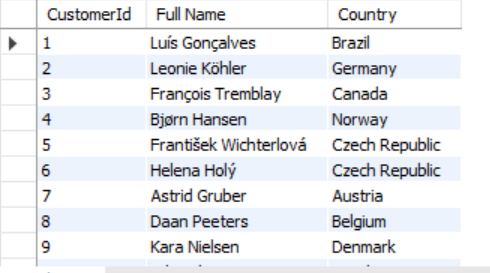 CustomerId Full Name Country
1 Luís Gonçalves Brazil
2 Leonie Köhler Germany
3 François Tremblay Canada
4 Bjørn Hansen Norway
5 František Wichterlová Czech Republic
6 Helena Holý Czech Republic
7 Astrid Gruber Austria
8 Daan Peeters Belgium
9 Kara Nielsen Denmark